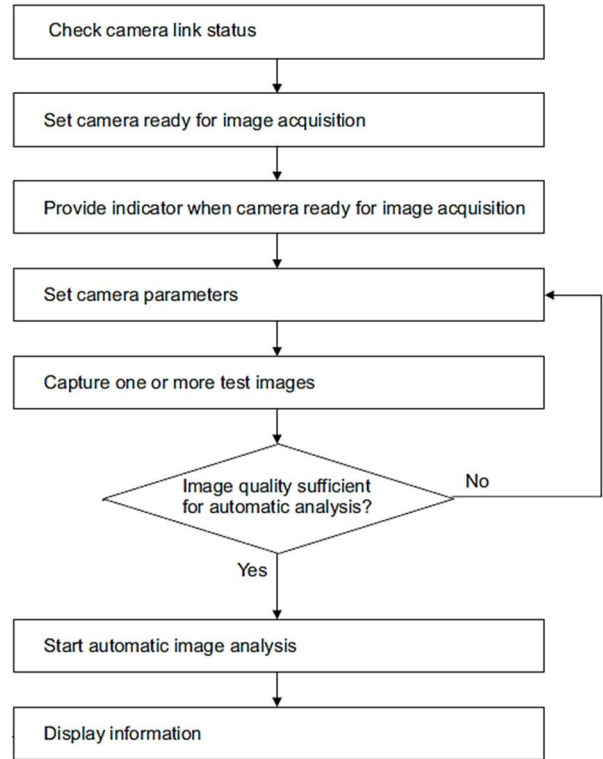 Check camera link status
Set camera ready for image acquisition
Provide indicator when camera ready for image acquisition
Set camera parameters
Capture one or more test images
Image quality sufficient
for automatic analysis?
No
Yes
Start automatic image analysis
Display information